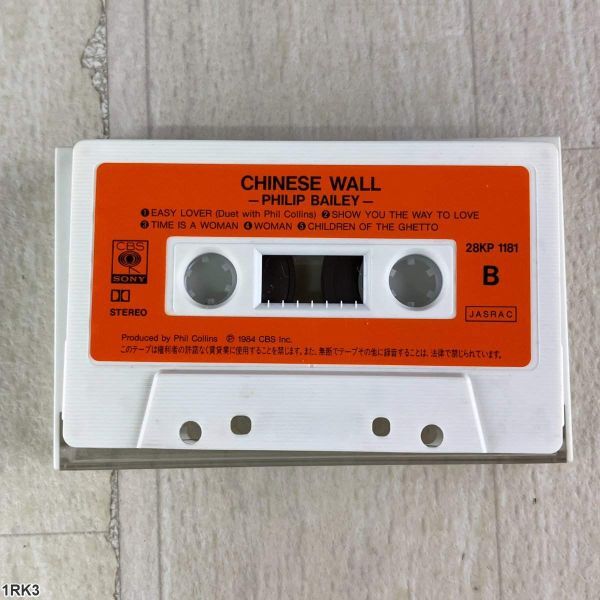 CHINESE WALL
—PHILIP BAILEY—
❶EASY LOVER (Duet with Phil Collins) ❷SHOW YOU THE WAY TO LOVE
❸TIME IS A WOMAN ❹WOMAN ❺CHILDREN OF THE GHETTO
CBS
SONY
28KP 1181
B
STEREO
JASRAC
Produced by Phil Collins Ⓟ 1984 CBS Inc.
このテープは権利者の許諾なく賃貸業に使用することを禁じます。また、無断でテープその他に録音することは、法律で禁じられています。
1RK3